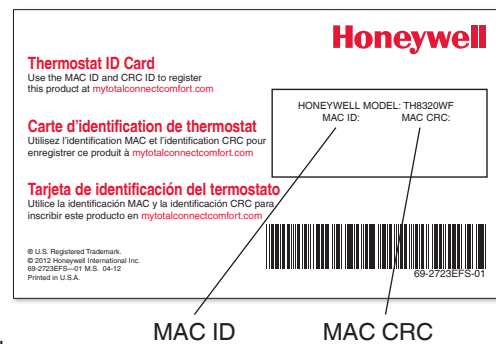 Honeywell
Thermostat ID Card
Use the MAC ID and CRC ID to register
this product at mytotalconnectcomfort.com
HONEYWELL MODEL: TH8320WF
MAC ID: MAC CRC:
Carte d'identification de thermostat
Utilisez l'identification MAC et l'identification CRC pour
enregistrer ce produit à mytotalconnectcomfort.com
Tarjeta de identificación del termostato
Utilice la identificación MAC y la identificación CRC para
inscribir este producto en mytotalconnectcomfort.com
® U.S. Registered Trademark.
© 2012 Honeywell International Inc.
69-2723EFS—01 M.S. 04-12
Printed in U.S.A.
69-2723EFS-01
MAC ID MAC CRC